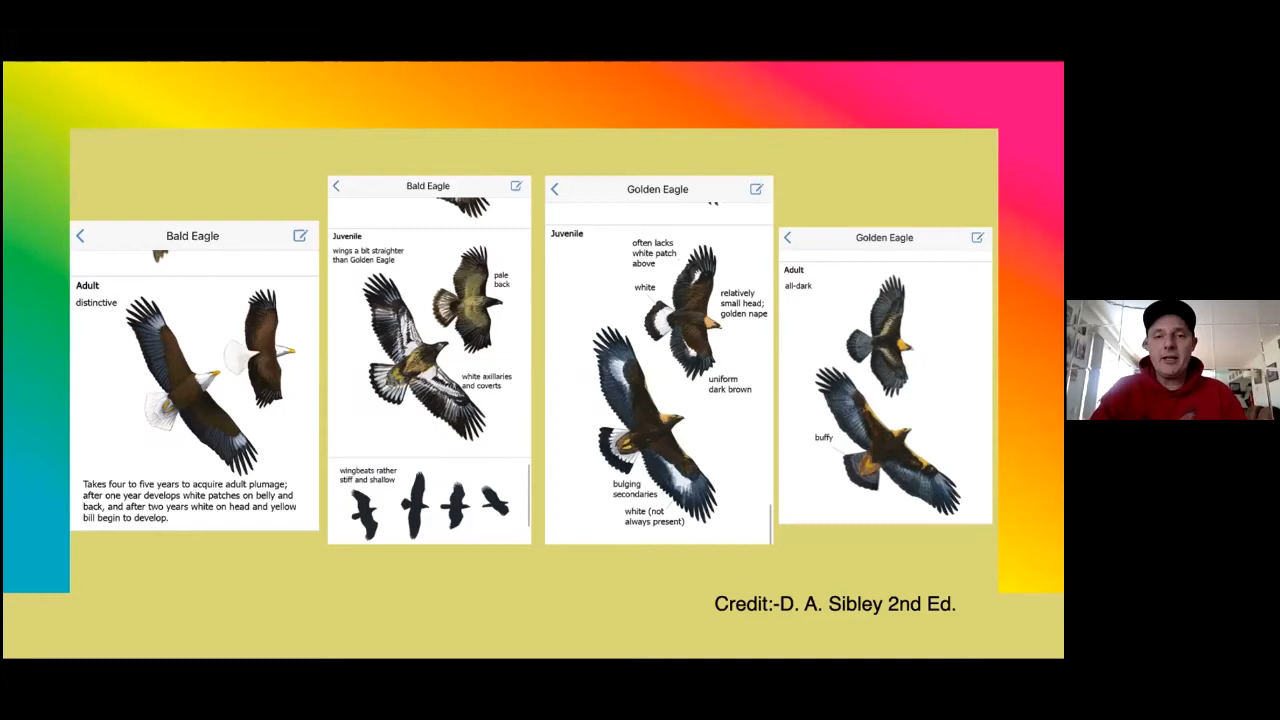 Bald Eagle
Adult
distinctive
Takes four to five years to acquire adult plumage;
after one year develops white patches on belly and
back, and after two years white on head and yellow
bill begin to develop.
Bald Eagle
Juvenile
wings a bit straighter
than Golden Eagle
pale
back
white axillaries
and coverts
wingbeats rather
stiff and shallow
Golden Eagle
Juvenile
often lacks
white patch
above
white
relatively
small head;
golden nape
uniform
dark brown
bulging
secondaries
white (not
always present)
Golden Eagle
Adult
all-dark
buffy
Credit:-D. A. Sibley 2nd Ed.